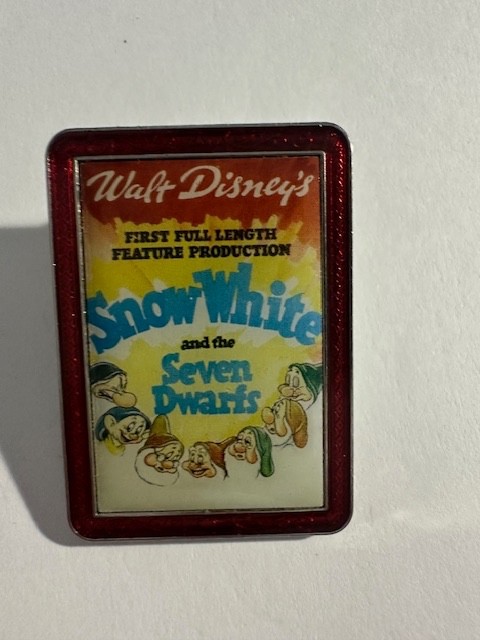 Walt Disney's
FIRST FULL LENGTH
FEATURE PRODUCTION
Snow White
and the
Seven
Dwarfs